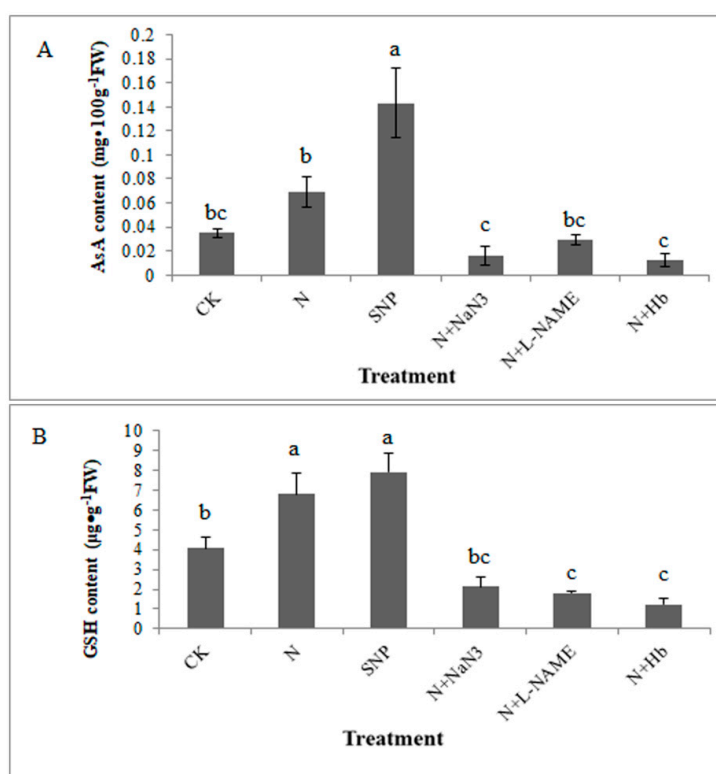 A
AsA content (mg•100g⁻¹FW)
0.2
0.18
0.16
0.14
0.12
0.1
0.08
0.06
0.04
0.02
0
bc
b
a
c
bc
c
CK
N
SNP
N+NaN3
N+L-NAME
N+Hb
Treatment
B
GSH content (μg•g⁻¹FW)
10
9
8
7
6
5
4
3
2
1
0
b
a
a
bc
c
c
CK
N
SNP
N+NaN3
N+L-NAME
N+Hb
Treatment